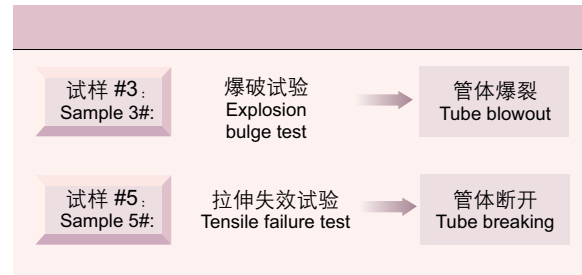 试样 #3：
Sample 3#:
爆破试验
Explosion
bulge test
管体爆裂
Tube blowout
试样 #5：
Sample 5#:
拉伸失效试验
Tensile failure test
管体断开
Tube breaking